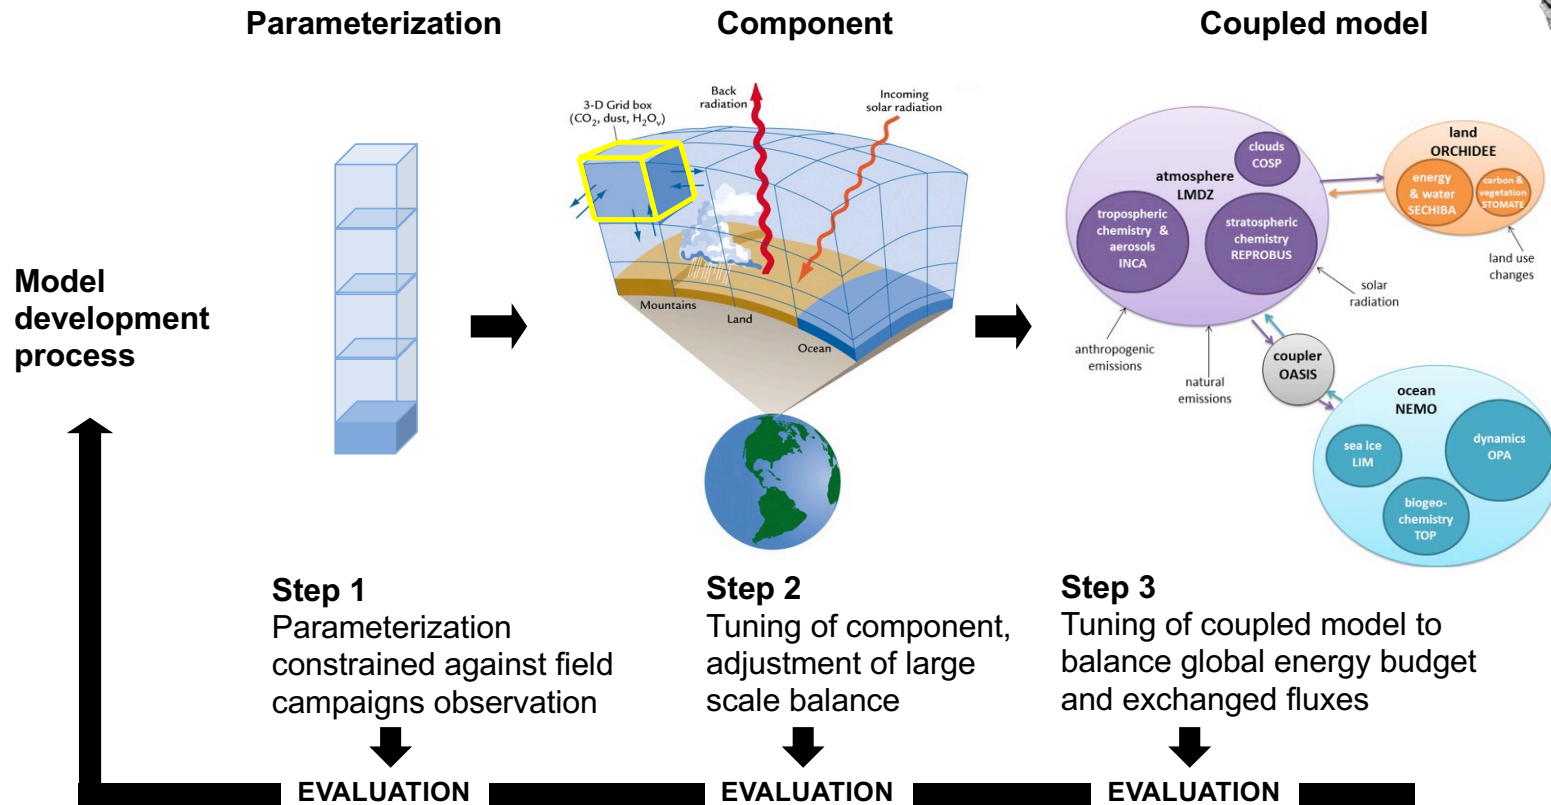 Parameterization
Component
Coupled model
3-D Grid box
(CO2, dust, H2Ov)
Back
radiation
Incoming
solar radiation
Mountains
Land
Ocean
clouds
COSP
atmosphere
LMDZ
tropospheric
chemistry &
aerosols
INCA
stratospheric
chemistry
REPROBUS
land
ORCHIDEE
energy
& water
SECHIBA
carbon &
vegetation
STOMATE
land use
changes
solar
radiation
anthropogenic
emissions
natural
emissions
coupler
OASIS
ocean
NEMO
sea ice
LIM
dynamics
OPA
biogeo-
chemistry
TOP
Model
development
process
Step 1
Parameterization
constrained against field
campaigns observation
Step 2
Tuning of component,
adjustment of large
scale balance
Step 3
Tuning of coupled model to
balance global energy budget
and exchanged fluxes
EVALUATION
EVALUATION
EVALUATION